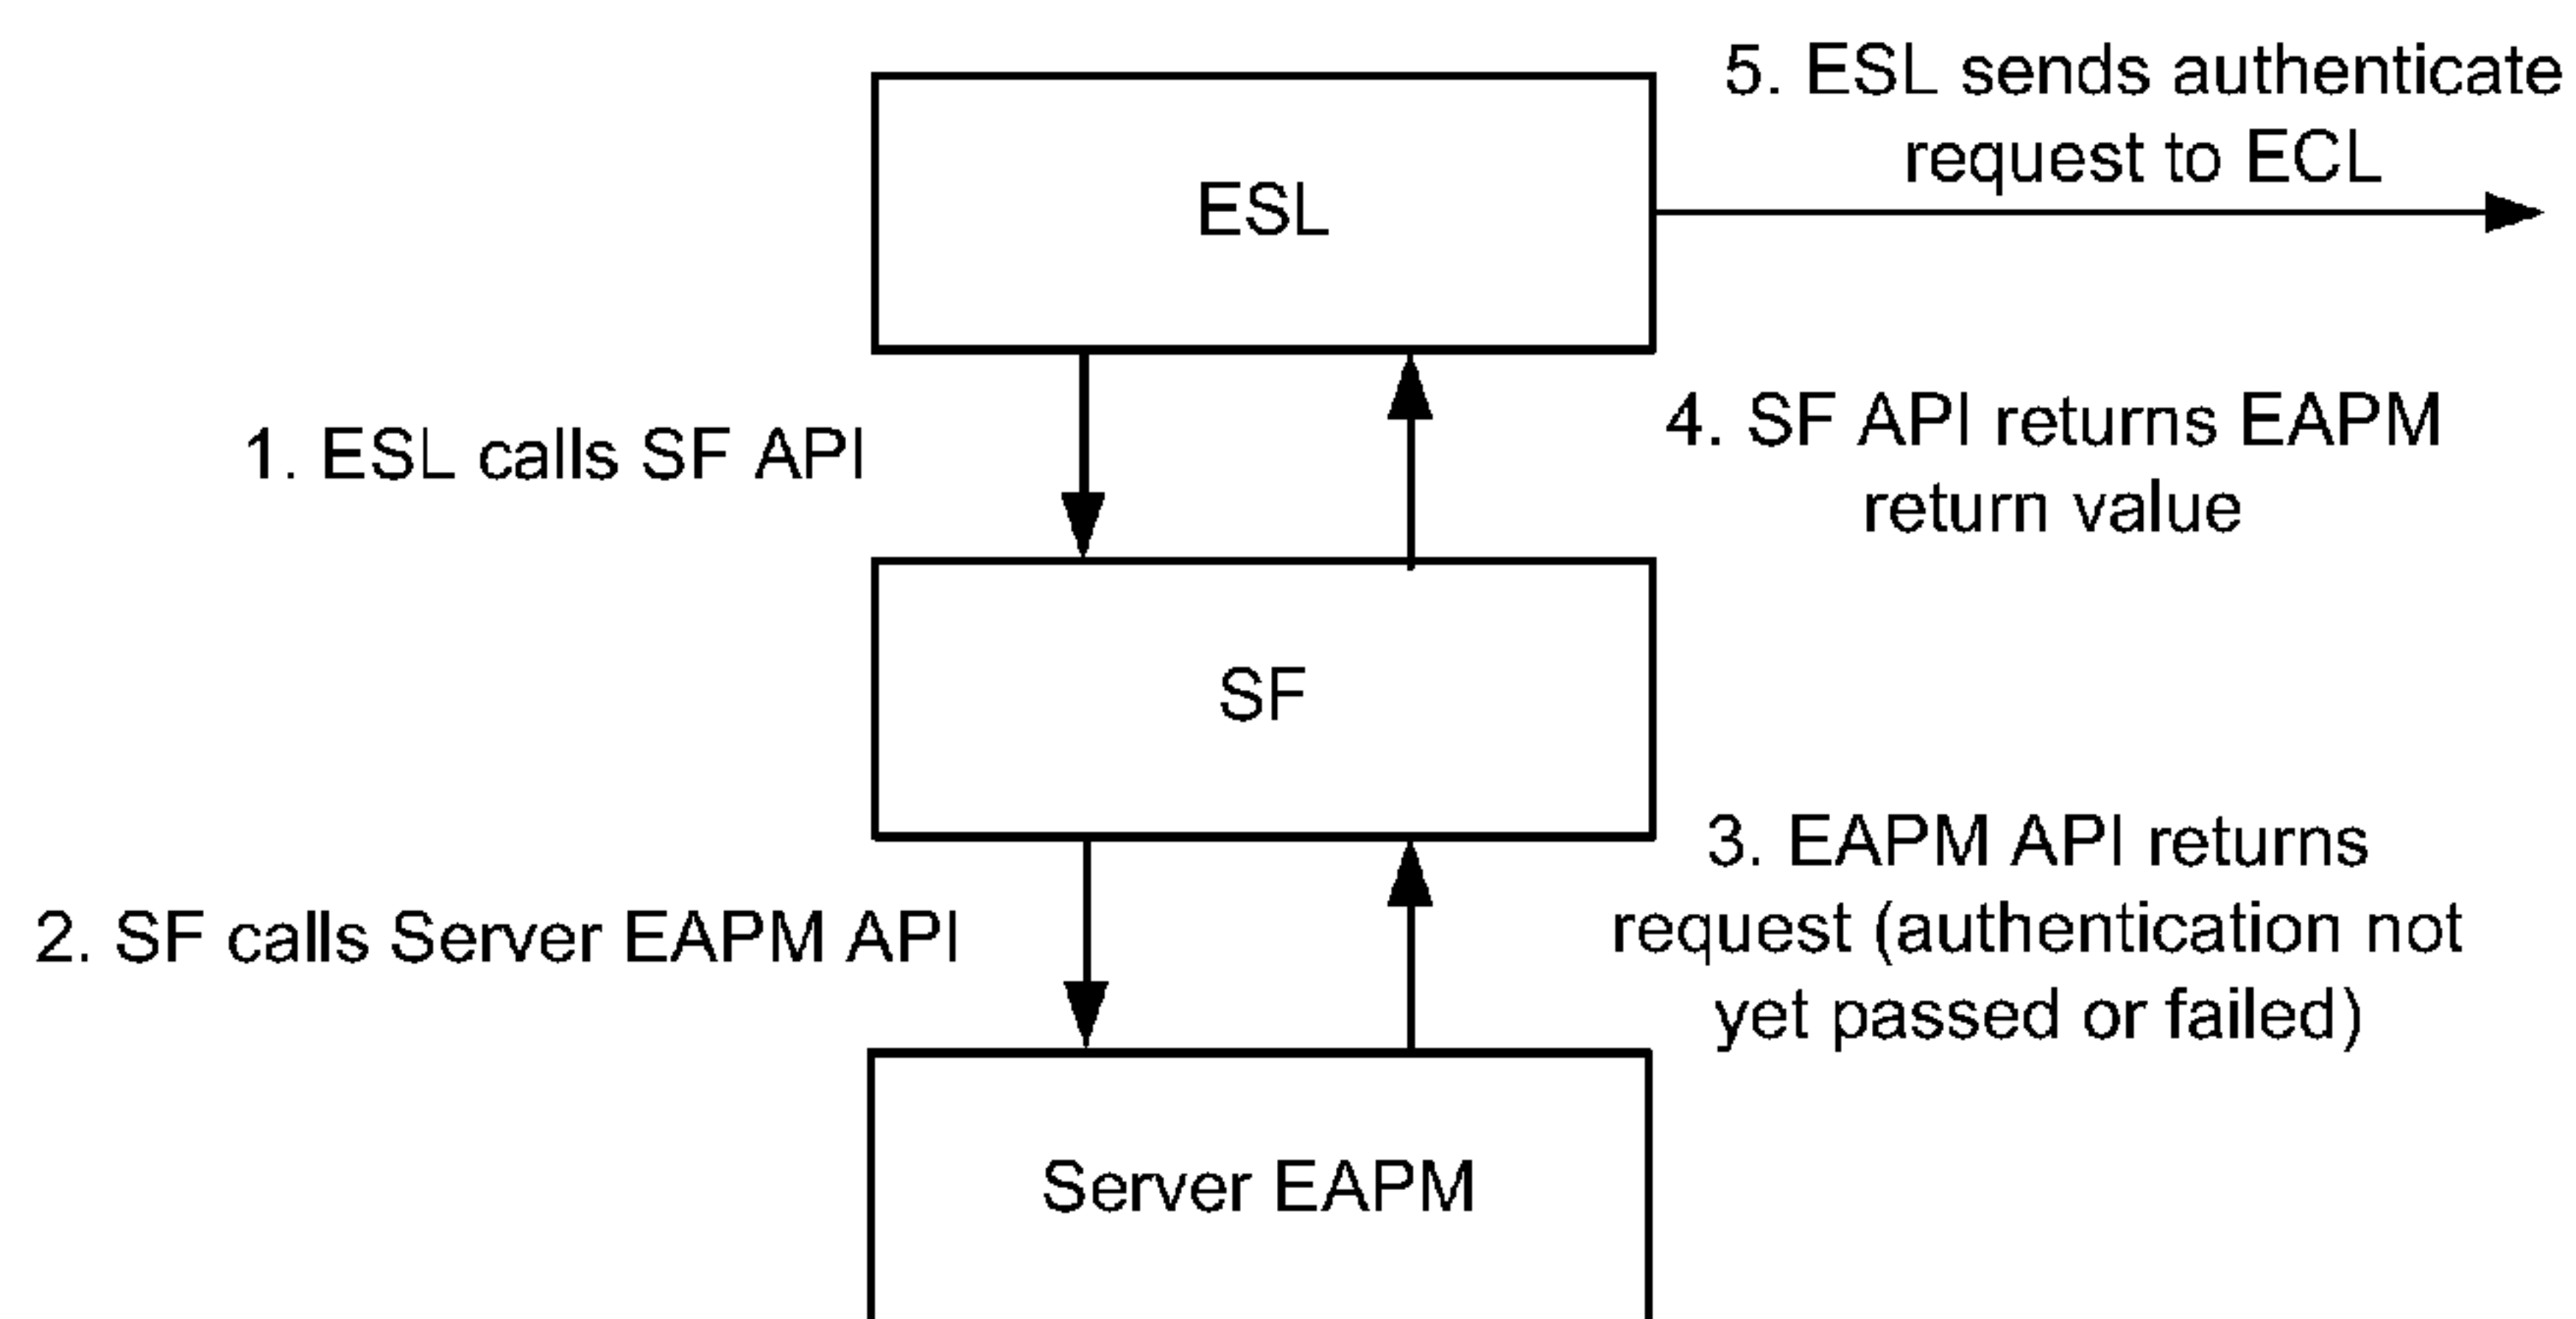 5. ESL sends authenticate
request to ECL
ESL
1. ESL calls SF API
4. SF API returns EAPM
return value
SF
2. SF calls Server EAPM API
3. EAPM API returns
request (authentication not
yet passed or failed)
Server EAPM